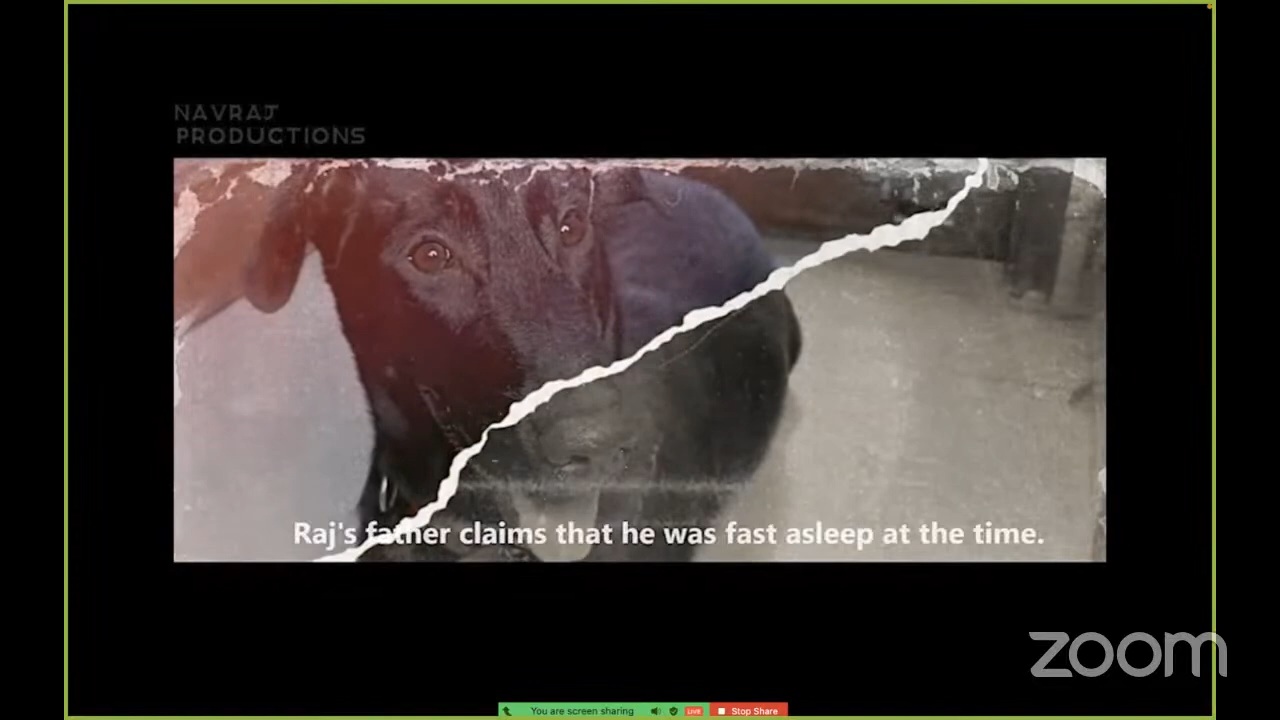 NAVRAJ
PRODUCTIONS
Raj's father claims that he was fast asleep at the time.
zoom
You are screen sharing LIVE Stop Share